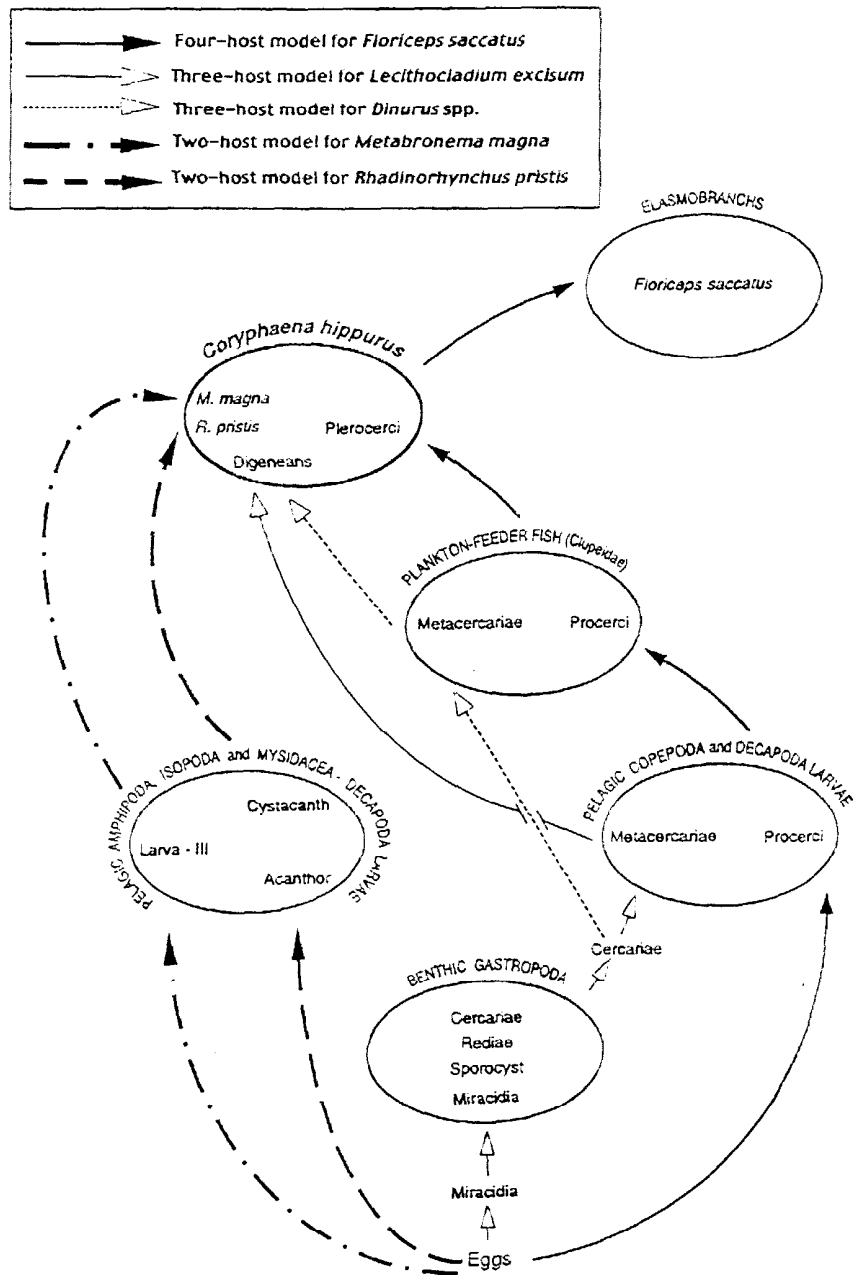 Four-host model for Floriceps saccatus
Three-host model for Lecithocladium excisum
Three-host model for Dinurus spp.
Two-host model for Metabronema magna
Two-host model for Rhadinorhynchus pristis
ELASMOBRANCHS
Floriceps saccatus
Coryphaena hippurus
M. magna
R. pristis
Plerocerci
Digeneans
PLANKTON-FEEDER FISH (Clupeidae)
Metacercariae
Procerci
PELAGIC AMPHIPODA ISOPODA and MYSIDACEA - DECAPODA LARVAE
Cystacanth
Larva - III
Acanthor
PELAGIC COPEPODA and DECAPODA LARVAE
Metacercariae
Procerci
Cercariae
BENTHIC GASTROPODA
Cercariae
Rediae
Sporocyst
Miracidia
Miracidia
Eggs